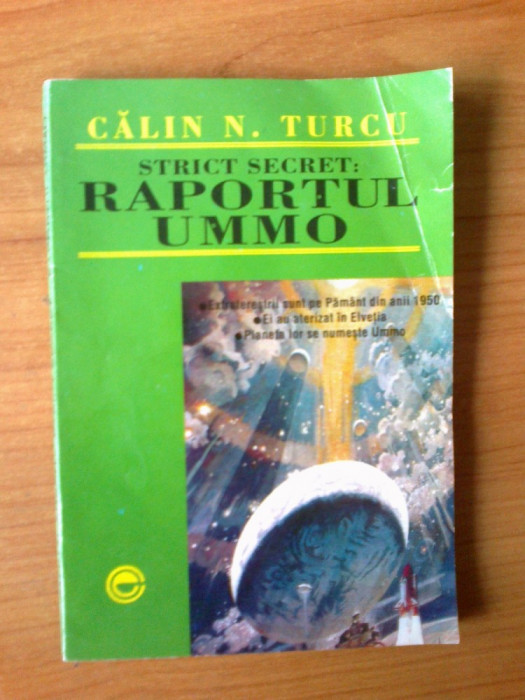 CĂLIN N. TURCU
STRICT SECRET:
RAPORTUL
UMMO
●Extratereștrii sunt pe Pământ din anii 1950
●Ei au aterizat în Elveția
●Planeta lor se numește Ummo